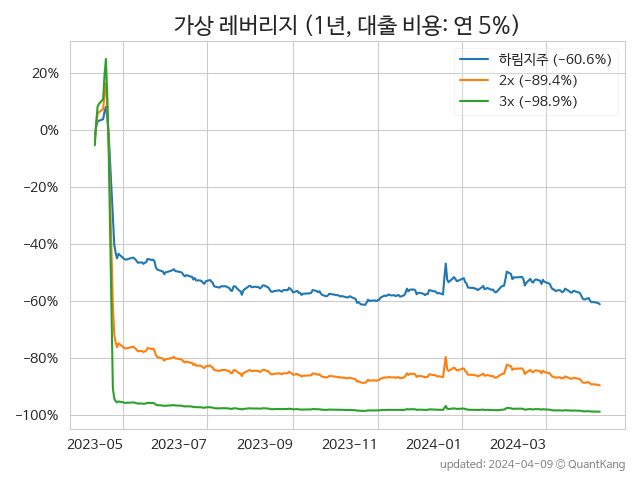 가상 레버리지 (1년, 대출 비용: 연 5%)
하림지주 (−60.6%)
2x (−89.4%)
3x (−98.9%)
20%
0%
−20%
−40%
−60%
−80%
−100%
2023-05 2023-07 2023-09 2023-11 2024-01 2024-03
updated: 2024-04-09 © QuantKang